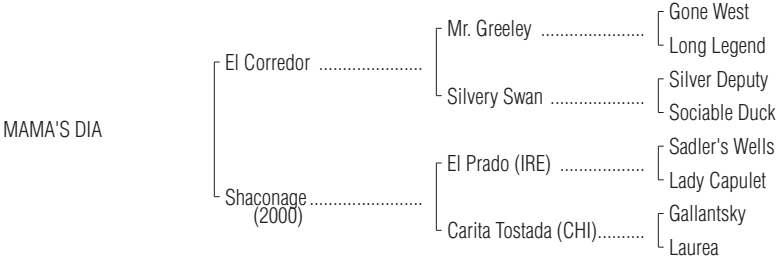 Gone West
Mr. Greeley ......................
Long Legend
El Corredor ......................
Silver Deputy
Silvery Swan ....................
Sociable Duck
MAMA'S DIA
Sadler's Wells
El Prado (IRE) ..................
Lady Capulet
Shaconage ........................
(2000)
Gallantsky
Carita Tostada (CHI)..........
Laurea